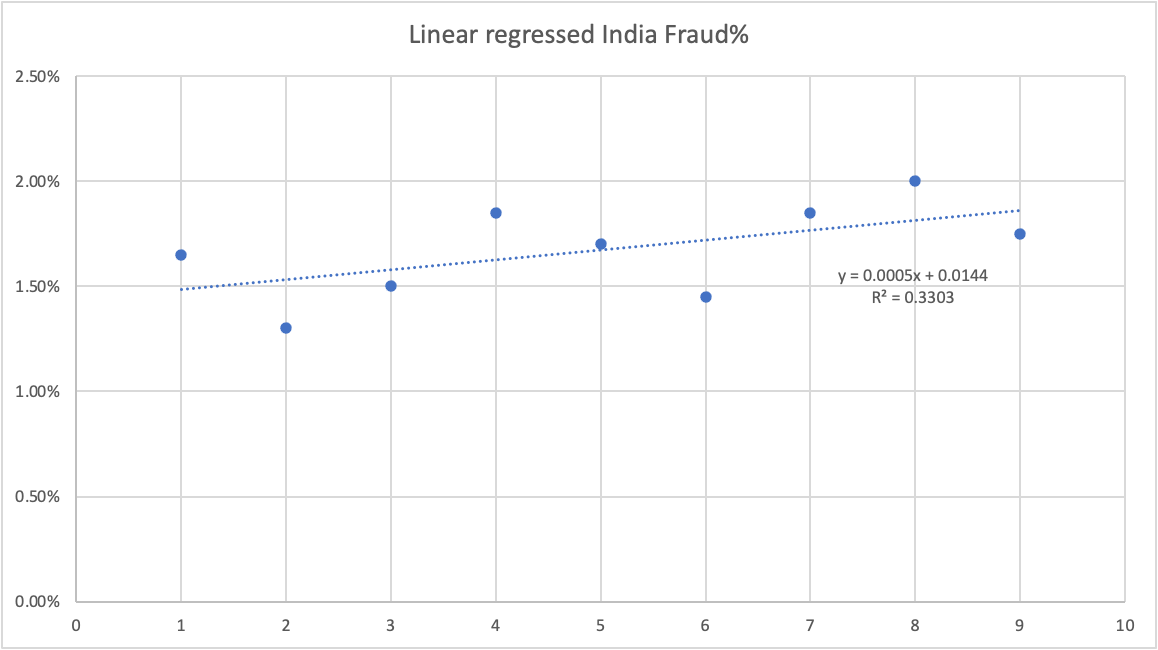 Linear regressed India Fraud%
2.50%
2.00%
1.50%
1.00%
0.50%
0.00%
y = 0.0005x + 0.0144
R² = 0.3303
0 1 2 3 4 5 6 7 8 9 10